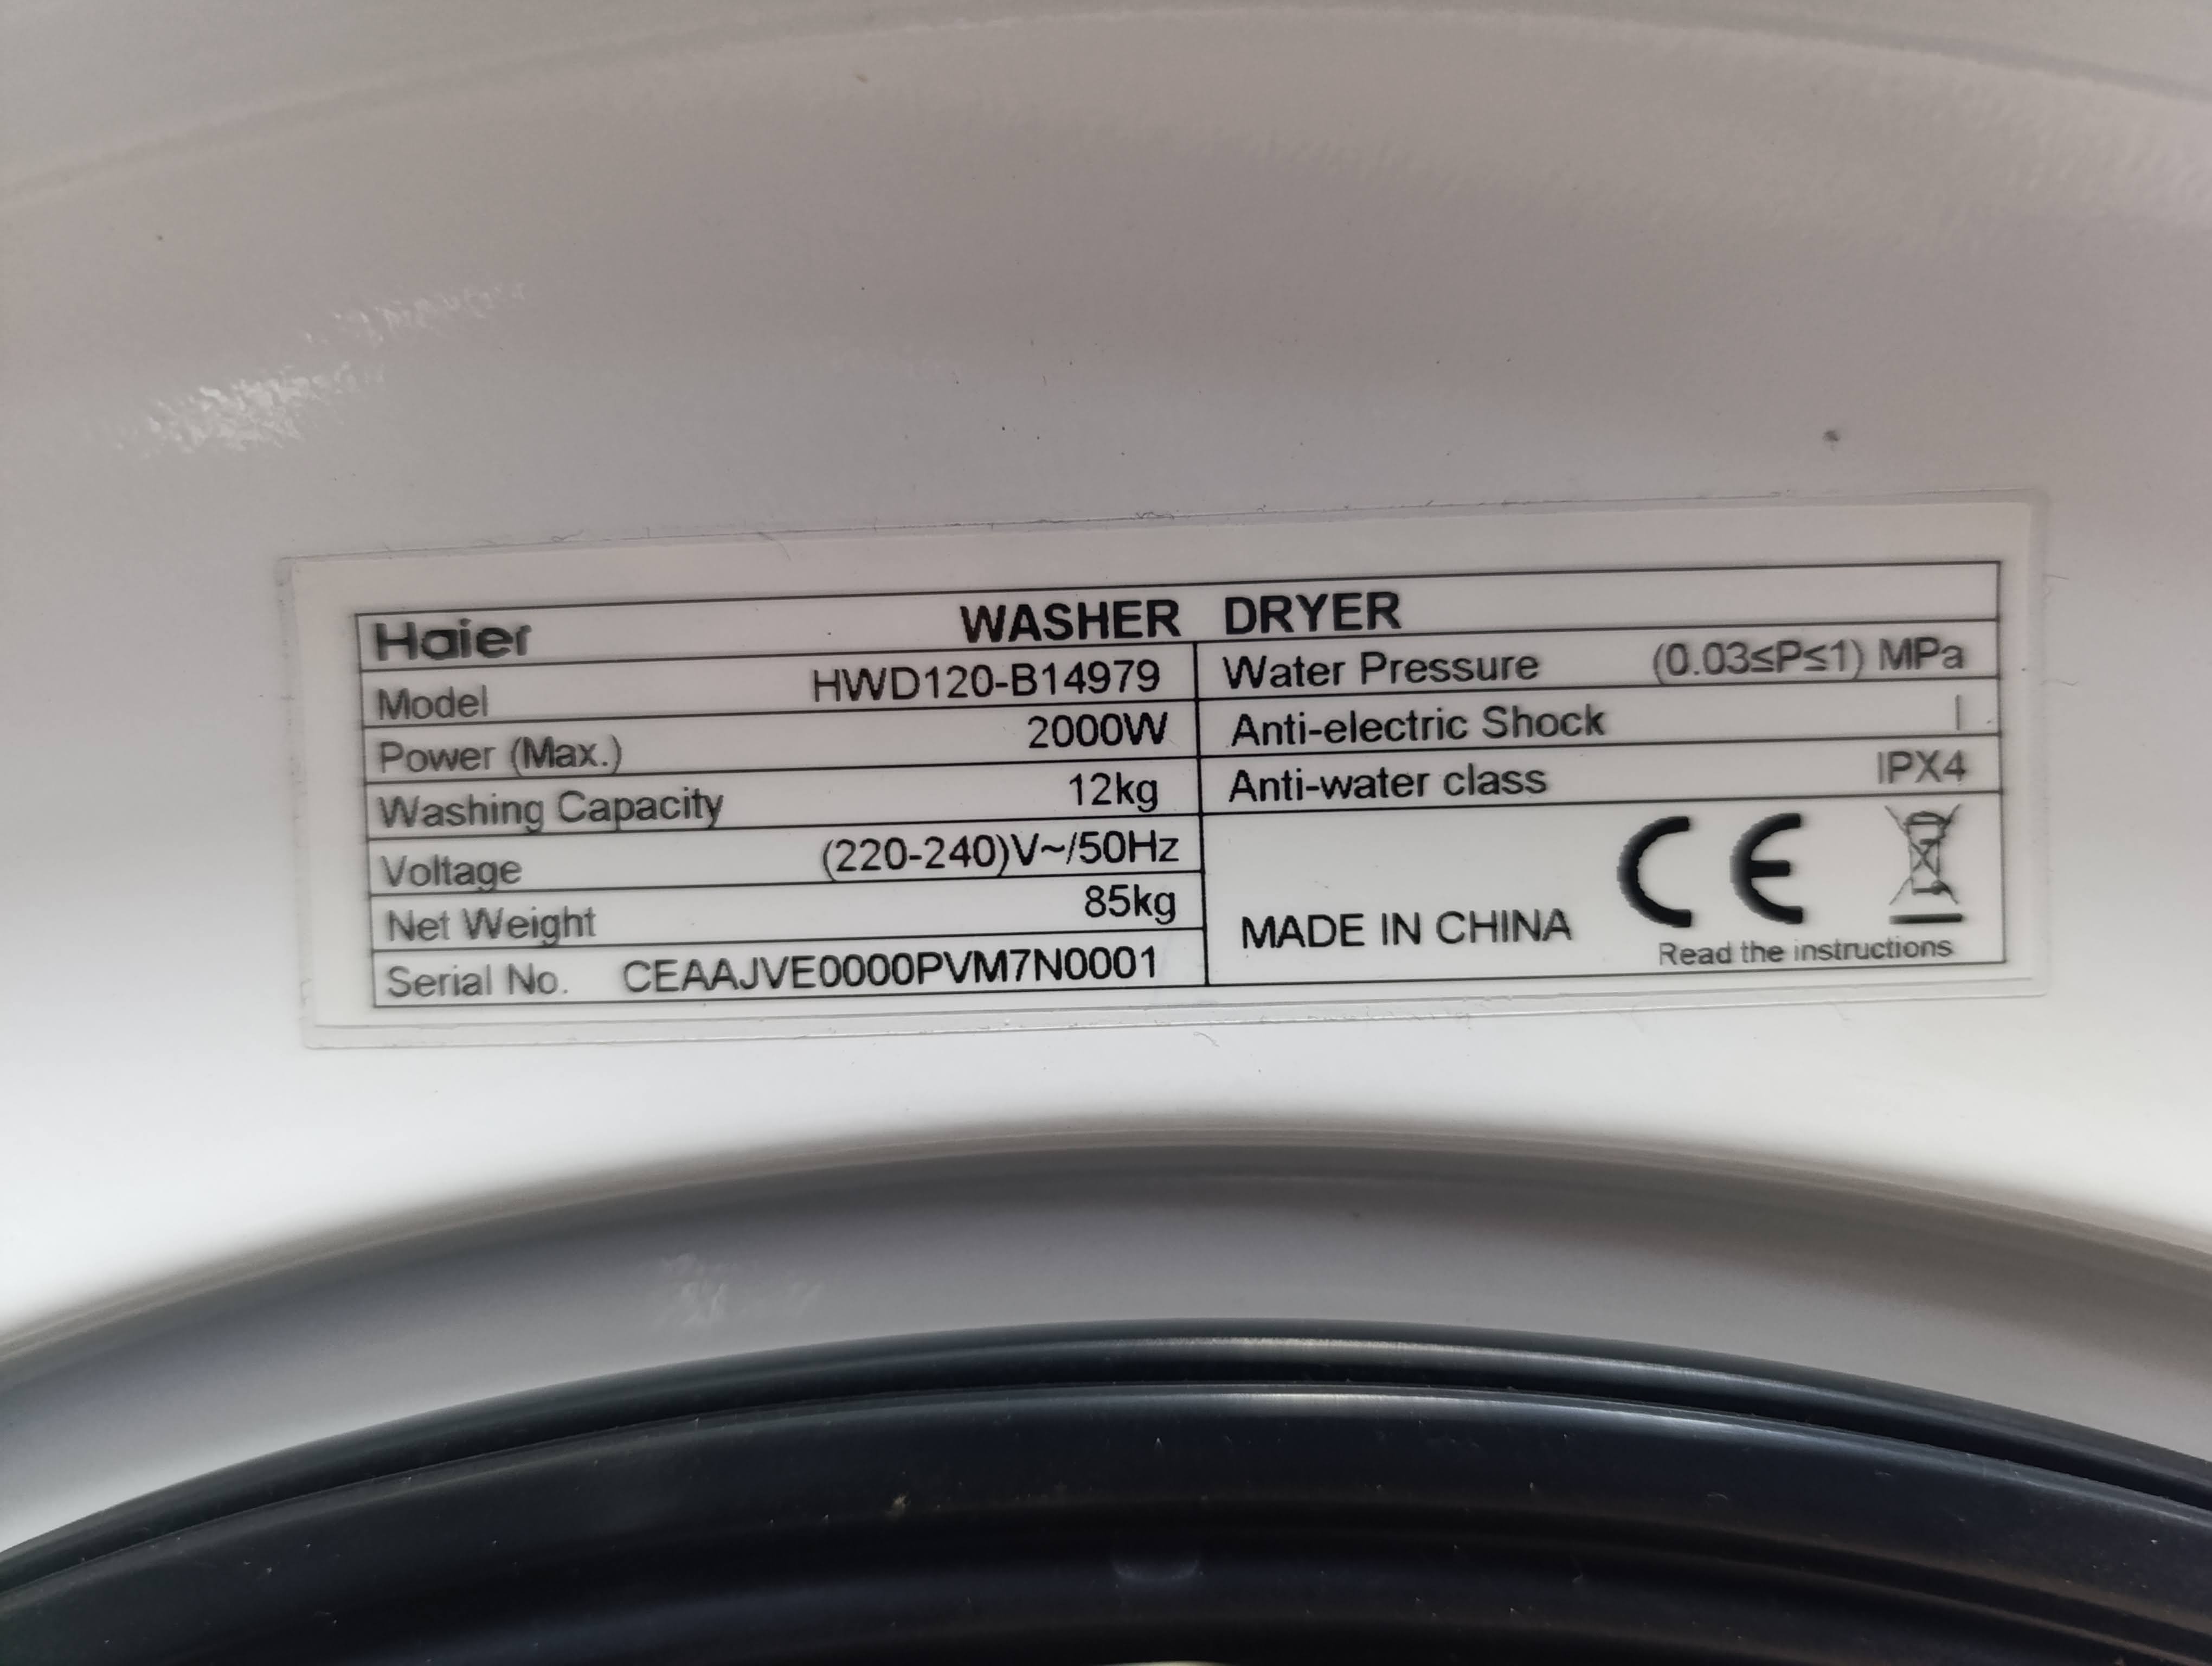 Haier WASHER DRYER
Model HWD120-B14979
Power (Max.) 2000W
Washing Capacity 12kg
Voltage (220-240)V~/50Hz
Net Weight 85kg
Serial No. CEAAJVE0000PVM7N0001
Water Pressure (0.03≤P≤1) MPa
Anti-electric Shock I
Anti-water class IPX4
MADE IN CHINA
CE
Read the instructions